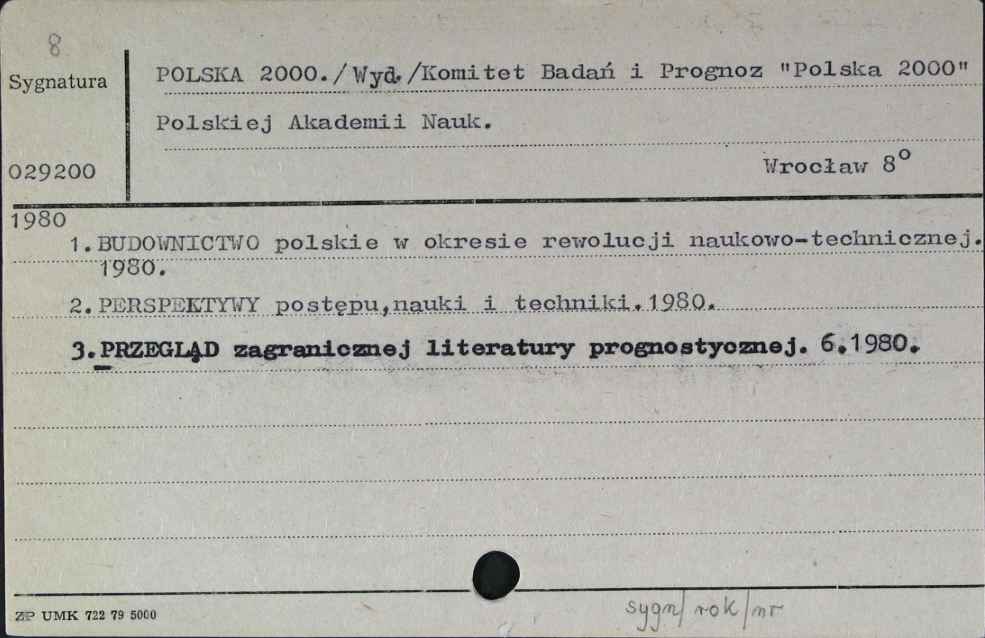 8
Sygnatura
POLSKA 2000./Wyd./Komitet Badań i Prognoz "Polska 2000"
Polskiej Akademii Nauk.
029200
Wrocław 8°
1980
1. BUDOWNICTWO polskie w okresie rewolucji naukowo-technicznej.
1980.
2. PERSPEKTYWY postępu,nauki i techniki.1980.
3. PRZEGLĄD zagranicznej literatury prognostycznej. 6.1980.
ZP UMK 722 79 5000
sygn/ rok/nr